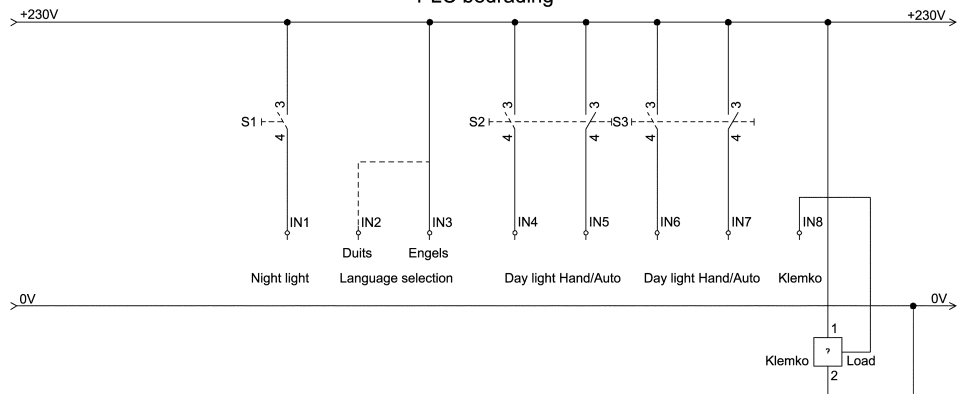 PLC bedrading
+230V +230V
3 3 3 3 3
S1 S2 S3
4 4 4 4 4
IN1 IN2 IN3 IN4 IN5 IN6 IN7 IN8
Duits Engels
Night light Language selection Day light Hand/Auto Day light Hand/Auto Klemko
0V 0V
1
Klemko ? Load
2